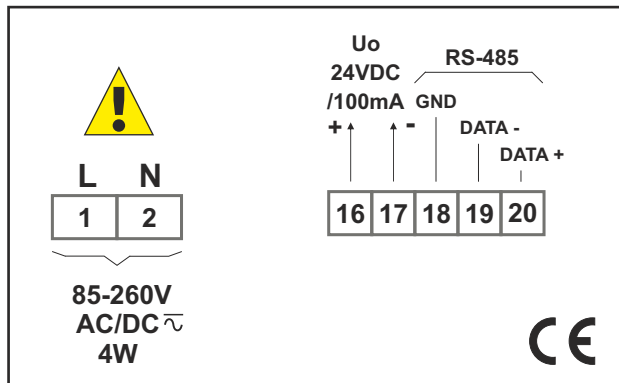 !
L N
1 2
85-260V
AC/DC
4W
Uo
24VDC
/100mA
+ -
RS-485
GND
DATA -
DATA +
16 17 18 19 20
CE